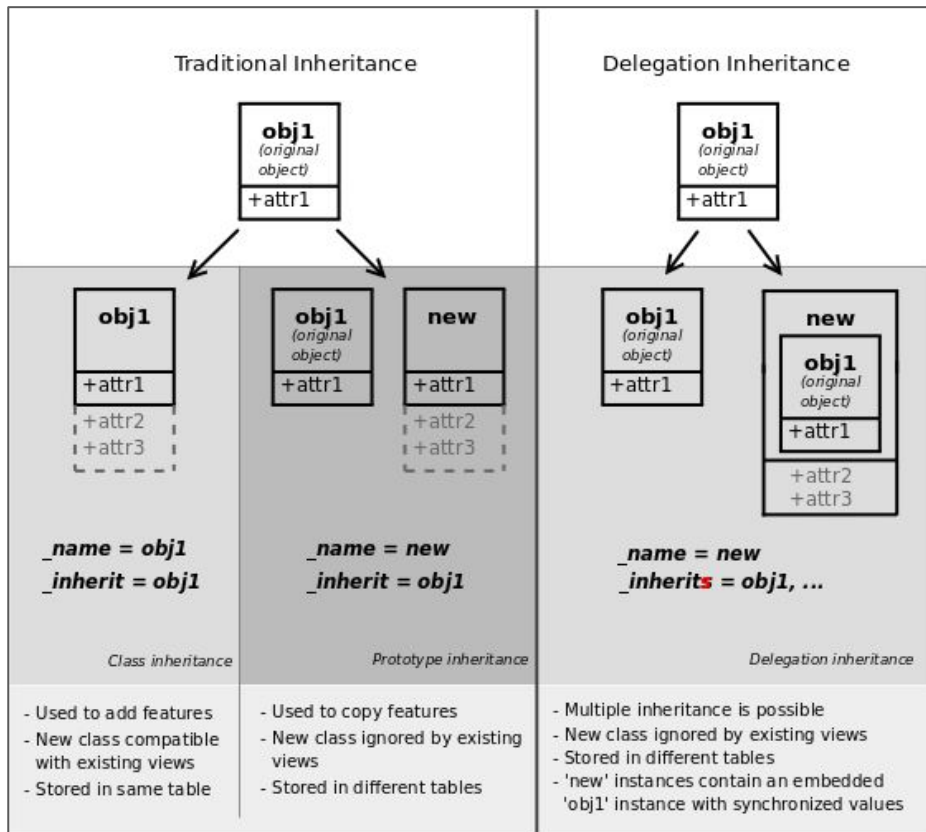 Traditional Inheritance
obj1
(original
object)
+attr1
obj1
+attr1
+attr2
+attr3
_name = obj1
_inherit = obj1
Class inheritance
- Used to add features
- New class compatible
with existing views
- Stored in same table
obj1
(original
object)
+attr1
new
+attr1
+attr2
+attr3
_name = new
_inherit = obj1
Prototype inheritance
- Used to copy features
- New class ignored by existing
views
- Stored in different tables
Delegation Inheritance
obj1
(original
object)
+attr1
obj1
(original
object)
+attr1
new
obj1
(original
object)
+attr1
+attr2
+attr3
_name = new
_inherits = obj1, ...
Delegation inheritance
- Multiple inheritance is possible
- New class ignored by existing views
- Stored in different tables
- 'new' instances contain an embedded
'obj1' instance with synchronized values